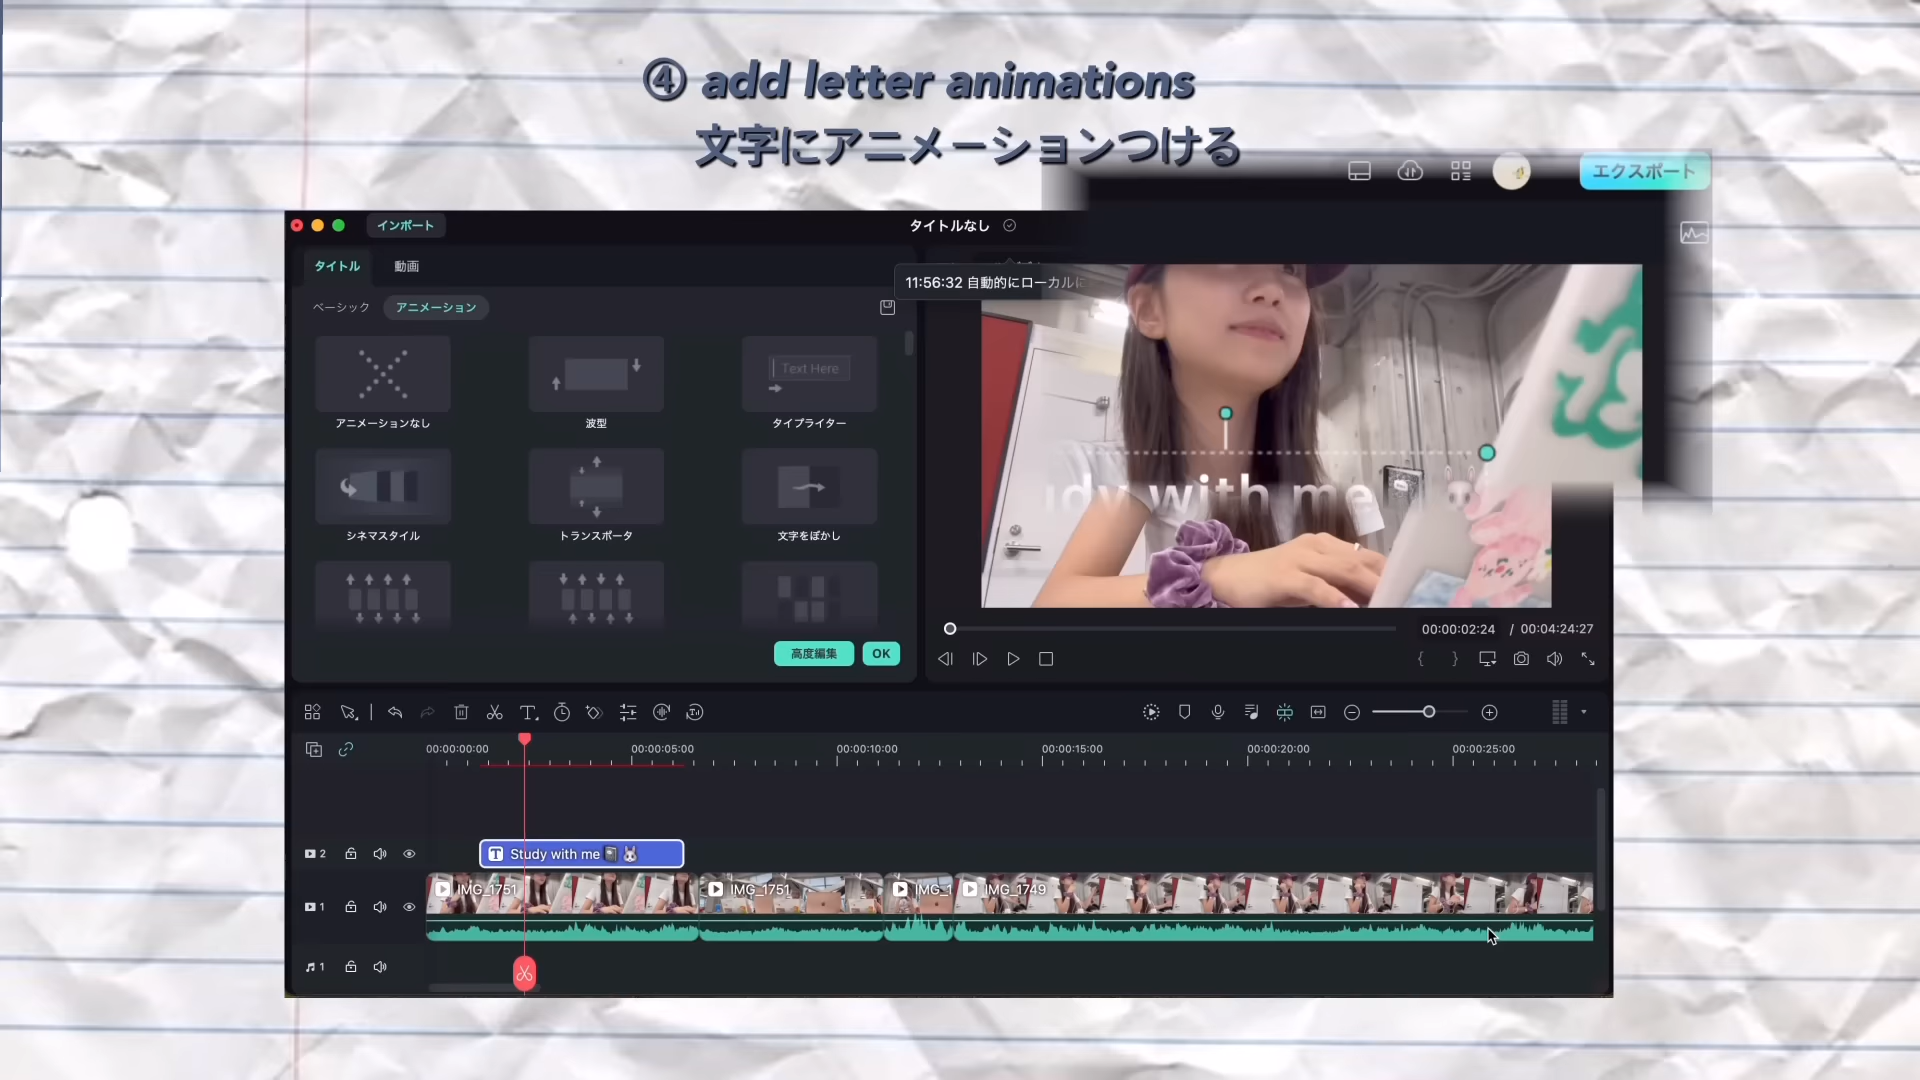 ④ add letter animations
文字にアニメーションつける
エクスポート
インポート
タイトルなし
タイトル
動画
11:56:32 自動的にローカルに
ベーシック
アニメーション
Text Here
アニメーションなし
波型
タイプライター
シネマスタイル
トランスポータ
文字をぼかし
dy with me
高度編集
OK
00:00:02:24 / 00:04:24:27
00:00:00:00
00:00:05:00
00:00:10:00
00:00:15:00
00:00:20:00
00:00:25:00
2
Study with me
1
IMG_1751
IMG_1751
IMG_1
IMG_1749
1